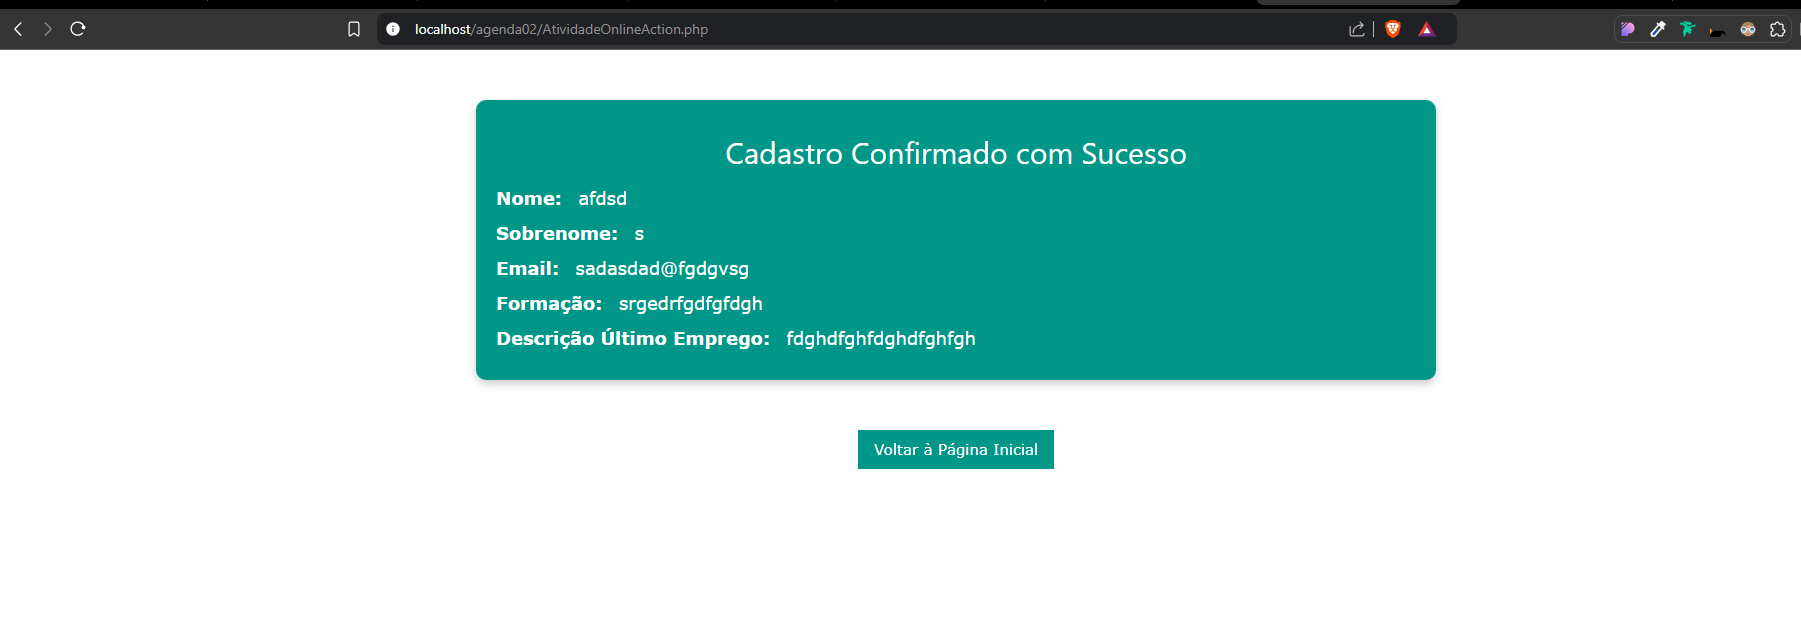 localhost/agenda02/AtividadeOnlineAction.php
Cadastro Confirmado com Sucesso
Nome: afdsd
Sobrenome: s
Email: sadasdad@fgdgvsg
Formação: srgedrfgdfgfdgh
Descrição Último Emprego: fdghdfghfdghdfghfgh
Voltar à Página Inicial